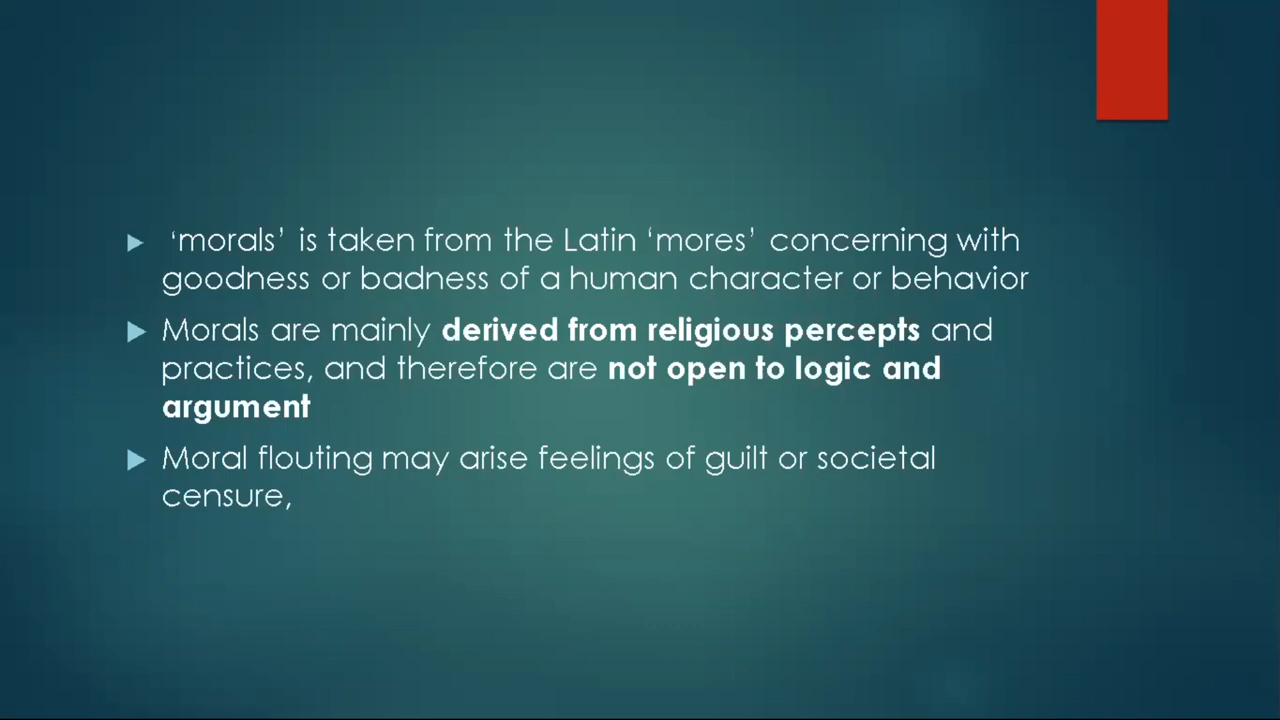 ‘morals’ is taken from the Latin ‘mores’ concerning with
goodness or badness of a human character or behavior
Morals are mainly derived from religious percepts and
practices, and therefore are not open to logic and
argument
Moral flouting may arise feelings of guilt or societal
censure,